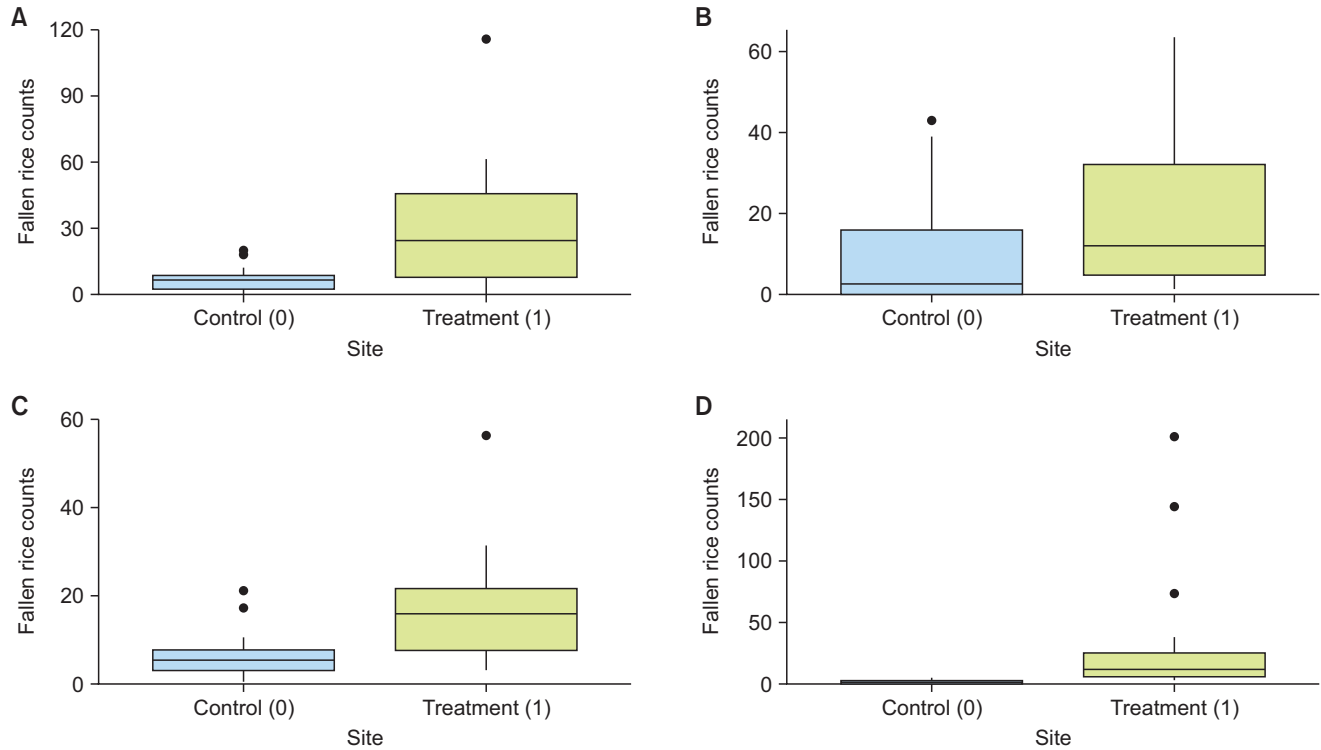 A
120
90
60
30
0
Fallen rice counts
Control (0)
Treatment (1)
Site
B
60
40
20
0
Fallen rice counts
Control (0)
Treatment (1)
Site
C
60
40
20
0
Fallen rice counts
Control (0)
Treatment (1)
Site
D
200
150
100
50
0
Fallen rice counts
Control (0)
Treatment (1)
Site